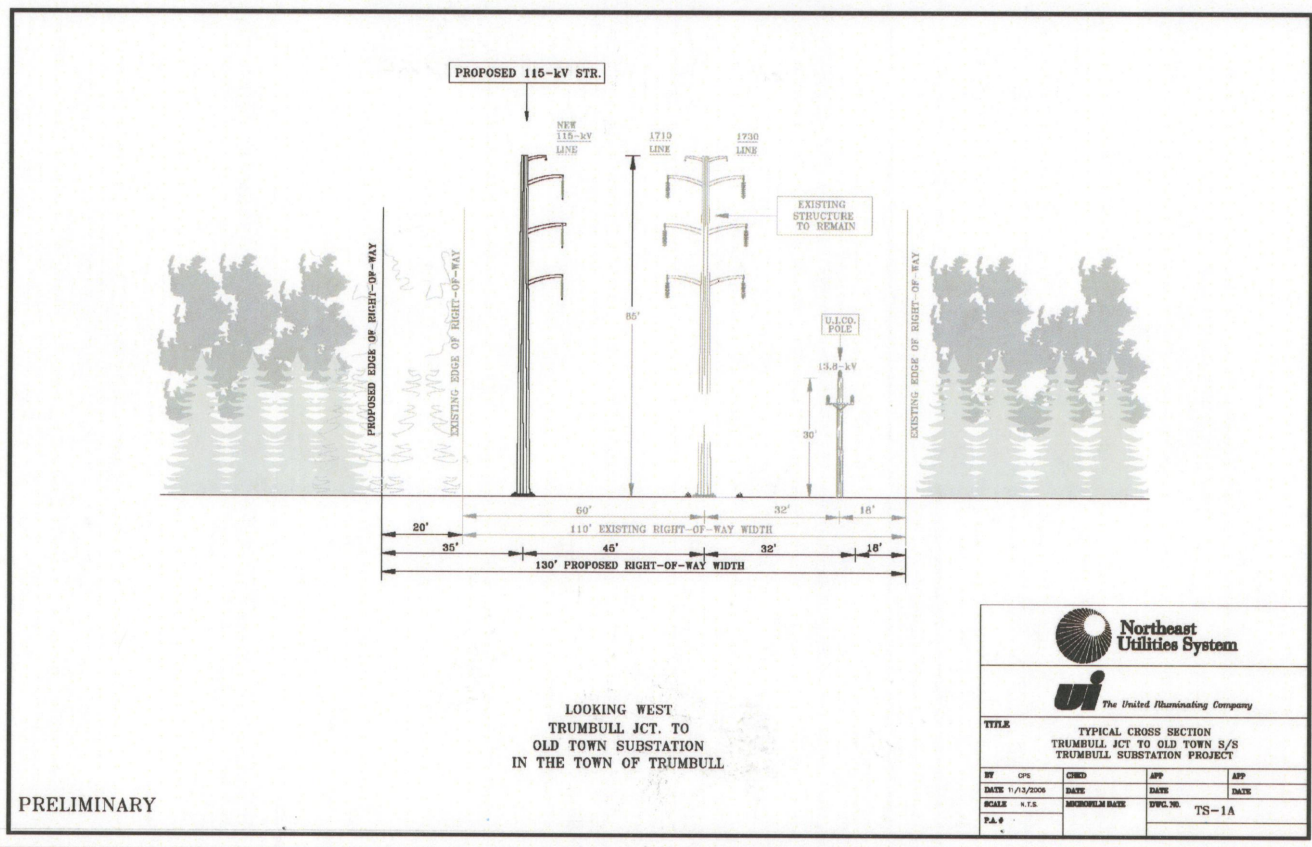 PROPOSED 115-kV STR.
NEW
115-kV
LINE
1710
LINE
1730
LINE
EXISTING
STRUCTURE
TO REMAIN
PROPOSED EDGE OF RIGHT-OF-WAY
EXISTING EDGE OF RIGHT-OF-WAY
85'
U.I.CO.
POLE
13.8-kV
30'
EXISTING EDGE OF RIGHT-OF-WAY
60'
32'
16'
20'
110' EXISTING RIGHT-OF-WAY WIDTH
35'
45'
32'
18'
130' PROPOSED RIGHT-OF-WAY WIDTH
LOOKING WEST
TRUMBULL JCT. TO
OLD TOWN SUBSTATION
IN THE TOWN OF TRUMBULL
PRELIMINARY
Northeast
Utilities System
ui The United Illuminating Company
TITLE
TYPICAL CROSS SECTION
TRUMBULL JCT TO OLD TOWN S/S
TRUMBULL SUBSTATION PROJECT
BY CPS CHKD APP APP
DATE 11/13/2006 DATE DATE DATE
SCALE N.T.S. MICROFILM DATE DWG. NO. TS-1A
P.A. #